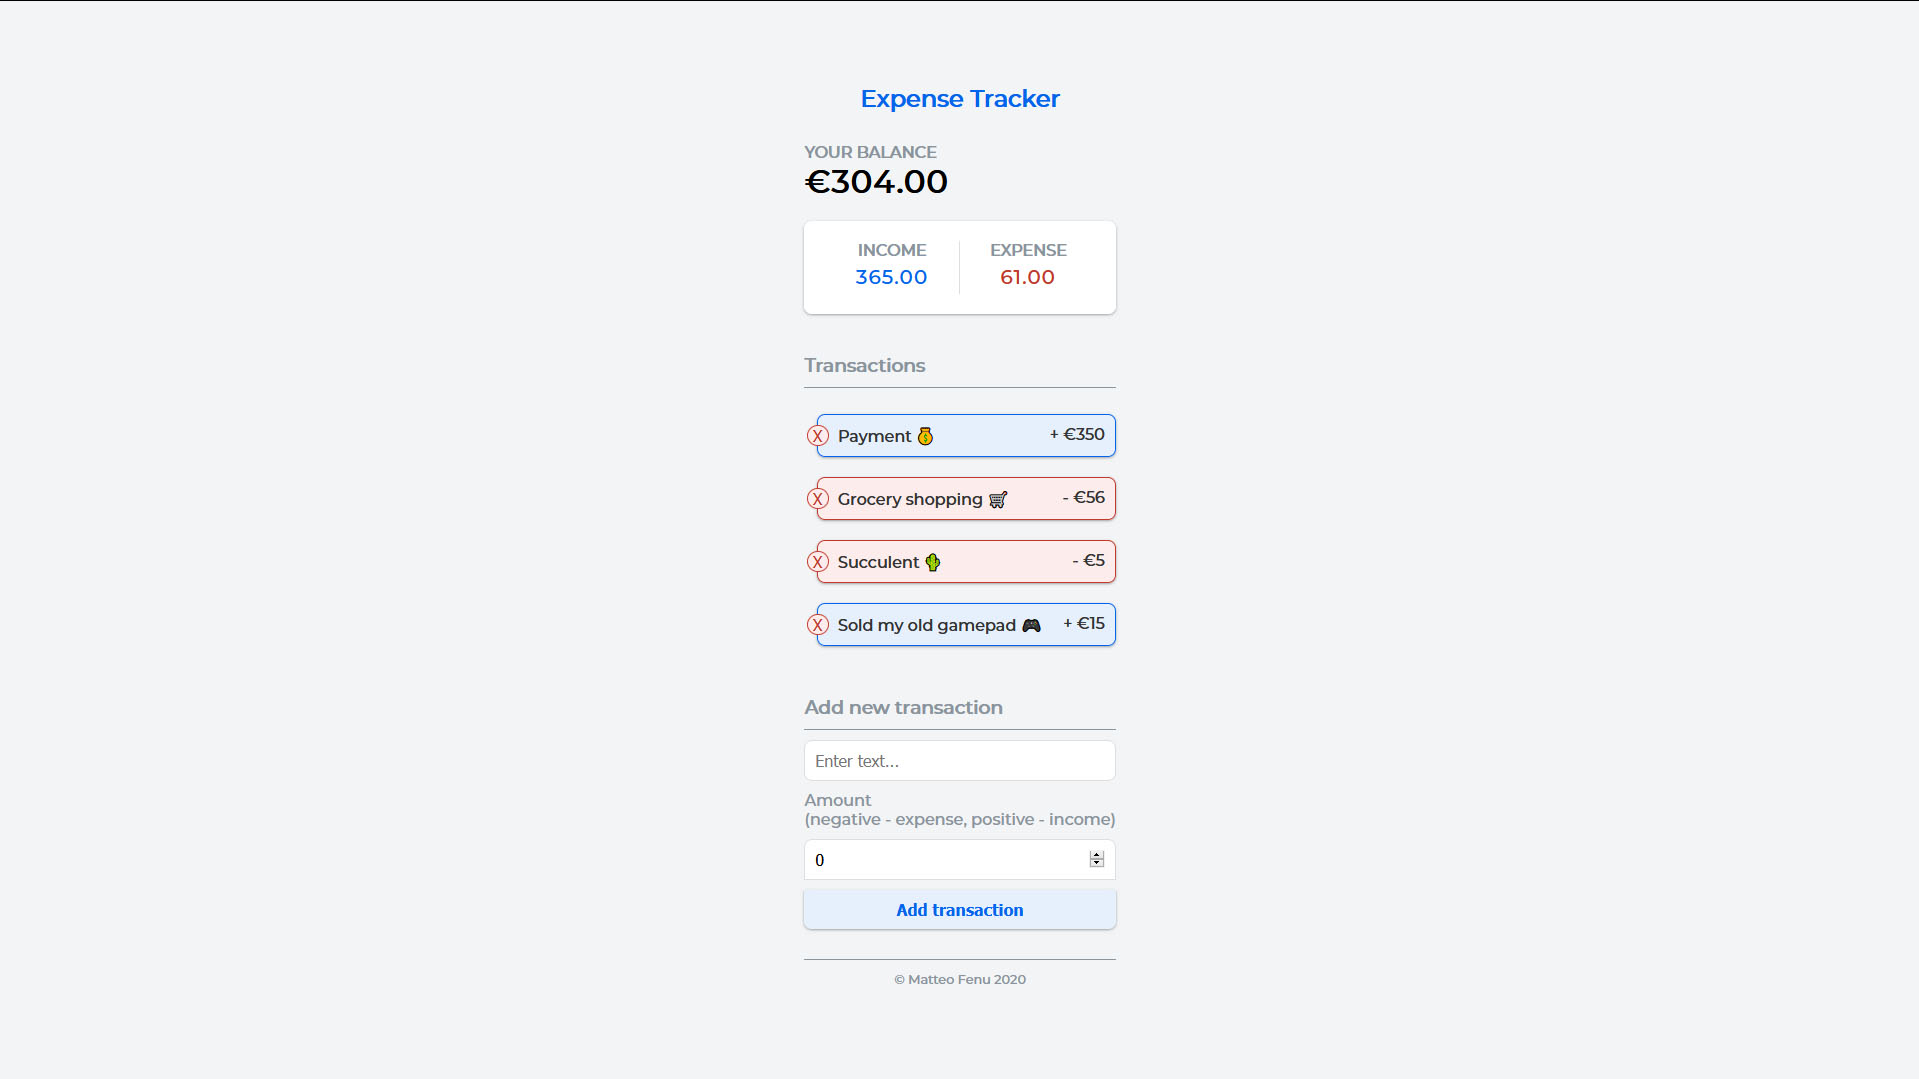 Expense Tracker
YOUR BALANCE
€304.00
INCOME
365.00
EXPENSE
61.00
Transactions
X Payment 💰 + €350
X Grocery shopping 🛒 - €56
X Succulent 🌵 - €5
X Sold my old gamepad 🎮 + €15
Add new transaction
Enter text...
Amount
(negative - expense, positive - income)
0
Add transaction
© Matteo Fenu 2020